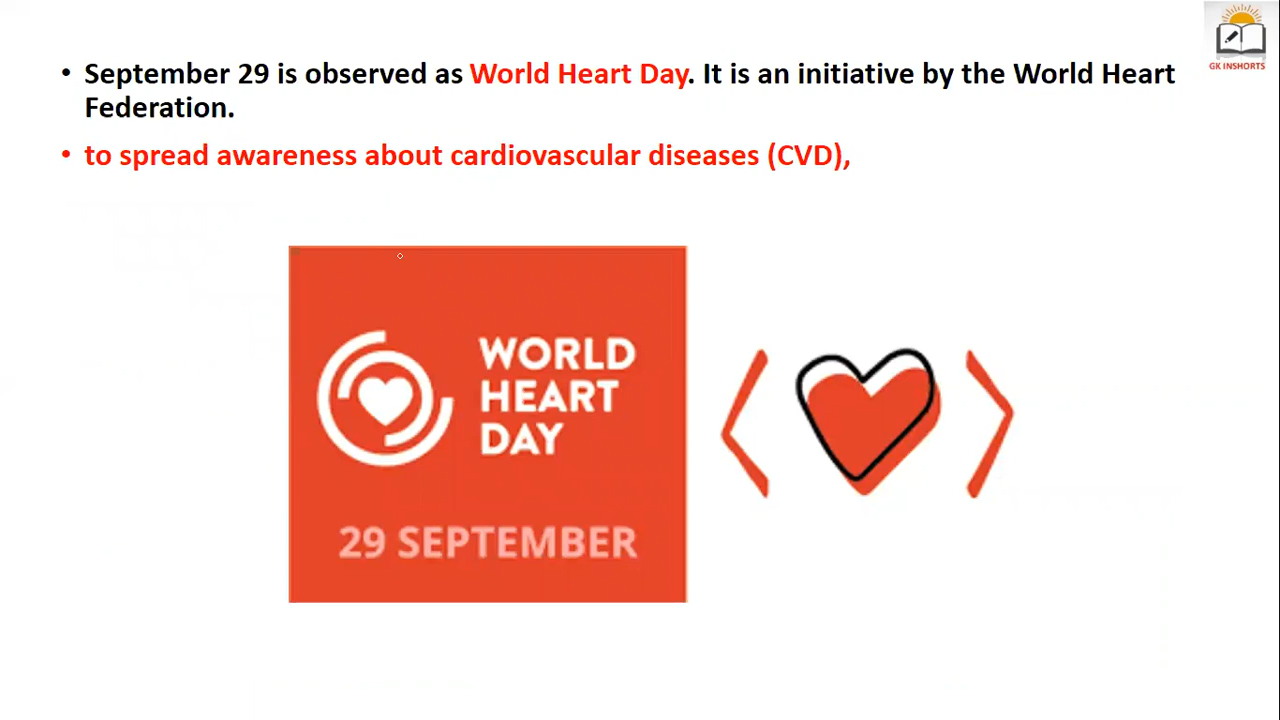 GK INSHORTS
• September 29 is observed as World Heart Day. It is an initiative by the World Heart
Federation.
• to spread awareness about cardiovascular diseases (CVD),
WORLD
HEART
DAY
29 SEPTEMBER